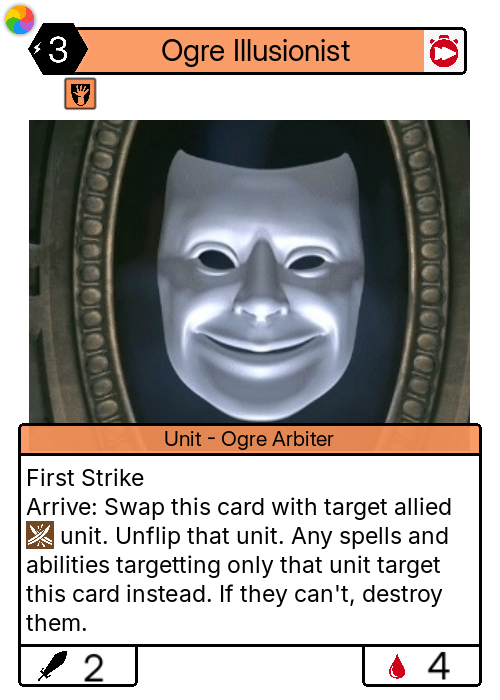 3
Ogre Illusionist
Unit - Ogre Arbiter
First Strike
Arrive: Swap this card with target allied
unit. Unflip that unit. Any spells and
abilities targetting only that unit target
this card instead. If they can't, destroy
them.
2
4